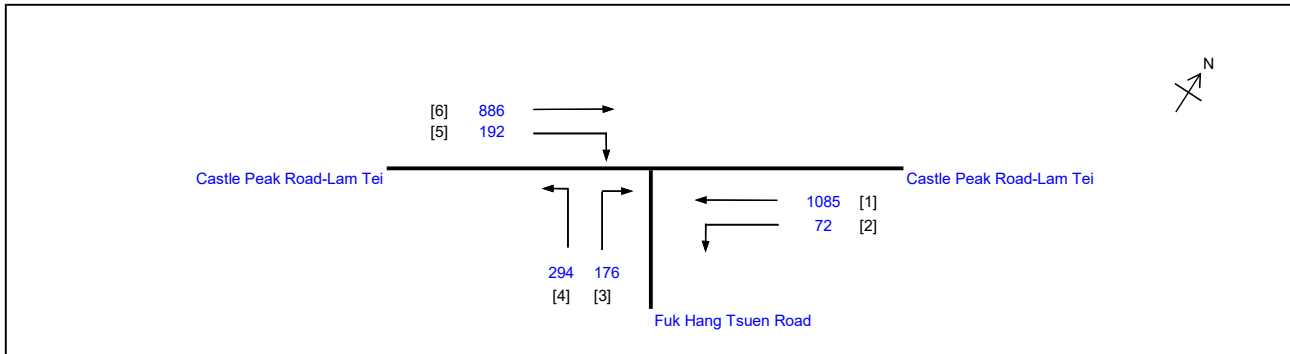 N
[6] 886
[5] 192
Castle Peak Road-Lam Tei
Castle Peak Road-Lam Tei
1085 [1]
72 [2]
294 176
[4] [3]
Fuk Hang Tsuen Road